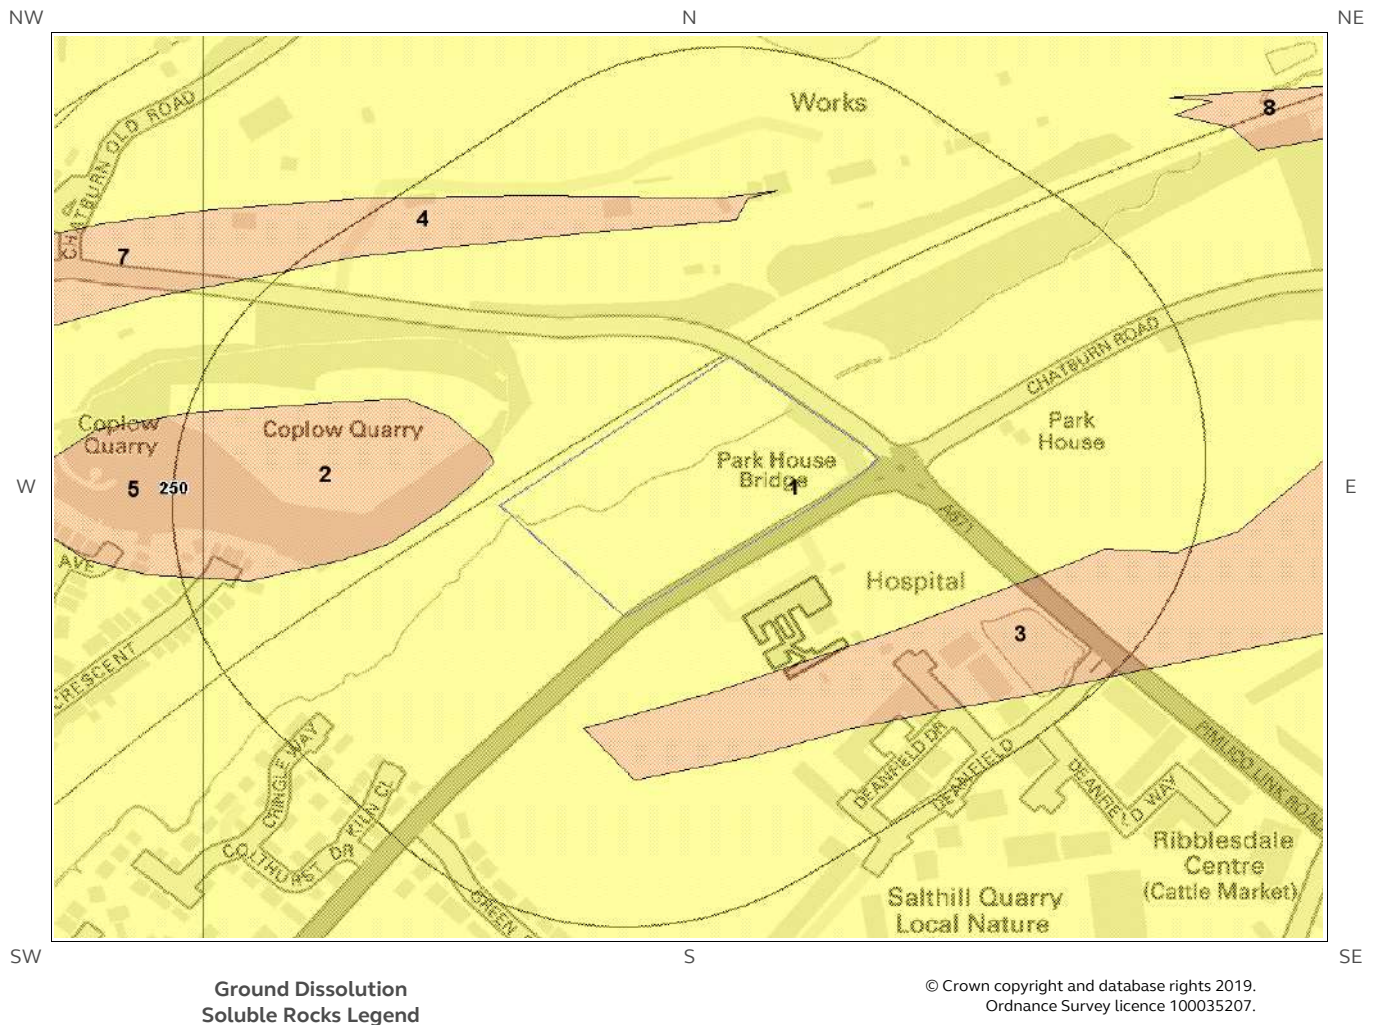 NW
N
NE
Works
8
CHATBURN OLD ROAD
4
7
CHATBURN ROAD
Coplow
Quarry
Coplow Quarry
Park
House
Park House
Bridge
1
2
5
250
W
E
A671
AVE
Hospital
3
CRESCENT
CRINGLE WAY
KILN CL
COLTHURST DR
DEANFIELD DR
DEANFIELD
DEANFIELD WAY
PIMLICO LINK ROAD
Ribblesdale
Centre
(Cattle Market)
Salthill Quarry
Local Nature
GREEN
SW
S
SE
Ground Dissolution
Soluble Rocks Legend
© Crown copyright and database rights 2019.
Ordnance Survey licence 100035207.